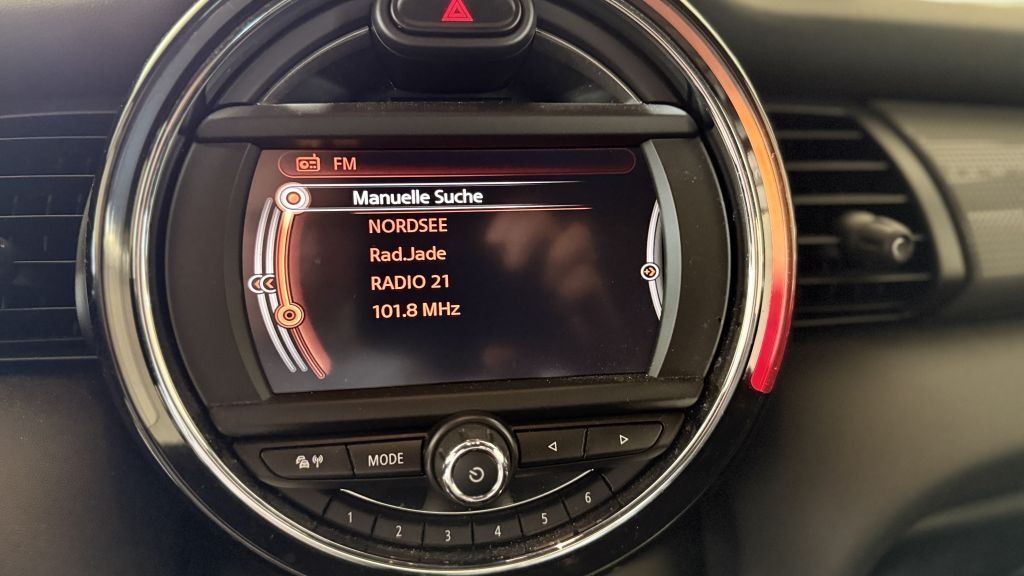 FM
Manuelle Suche
NORDSEE
Rad.Jade
RADIO 21
101.8 MHz
MODE
1 2 3 4 5 6